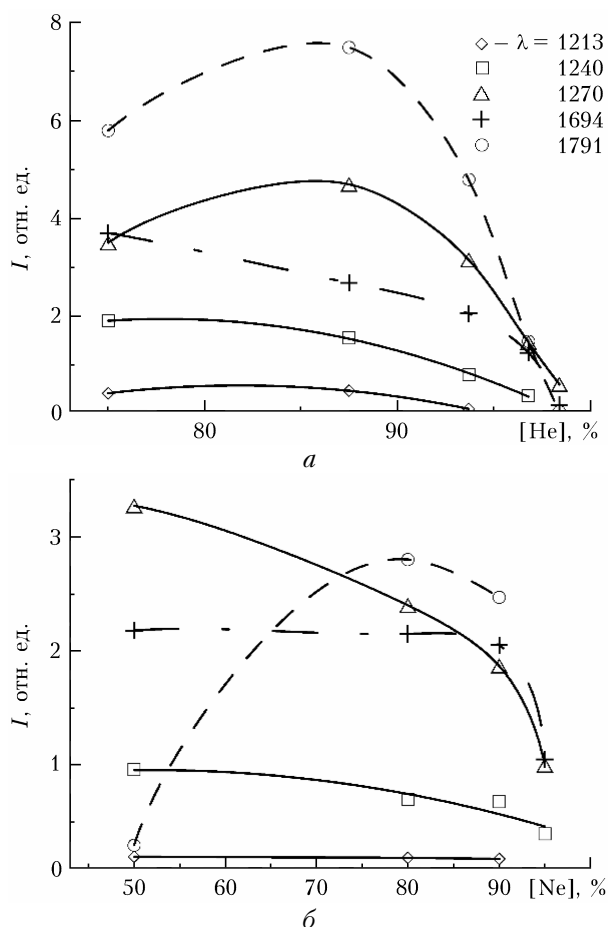 8
6
4
2
0
I, отн. ед.
◇ – λ = 1213
□ 1240
△ 1270
+ 1694
○ 1791
80
90
[He], %
а
3
2
1
0
I, отн. ед.
50
60
70
80
90
[Ne], %
б